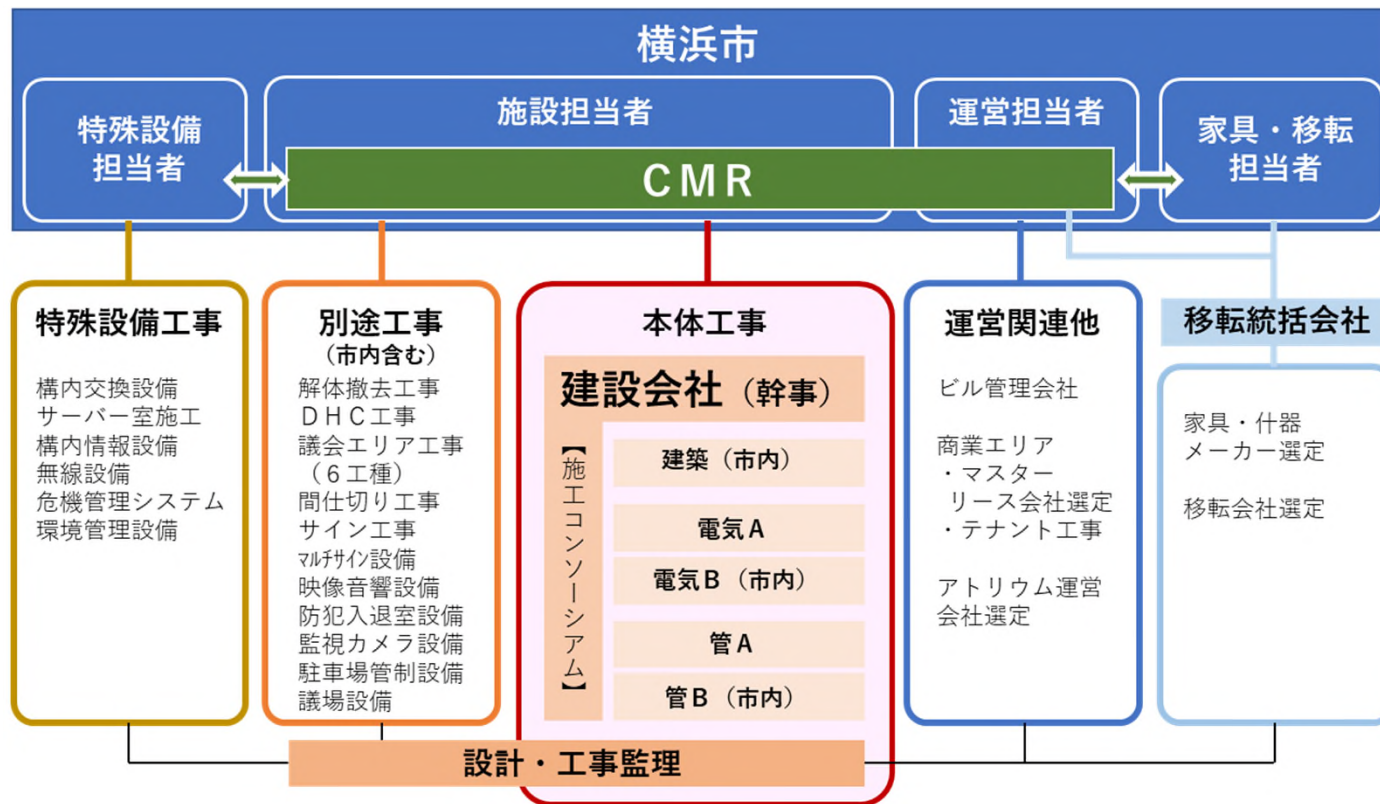 横浜市
特殊設備
担当者
施設担当者
運営担当者
家具・移転
担当者
CMR
特殊設備工事
構内交換設備
サーバー室施工
構内情報設備
無線設備
危機管理システム
環境管理設備
別途工事
（市内含む）
解体撤去工事
ＤＨＣ工事
議会エリア工事
（６工種）
間仕切り工事
サイン工事
ﾏﾙﾁｻｲﾝ設備
映像音響設備
防犯入退室設備
監視カメラ設備
駐車場管制設備
議場設備
本体工事
建設会社（幹事）
【施工コンソーシアム】
建築（市内）
電気Ａ
電気Ｂ（市内）
管Ａ
管Ｂ（市内）
運営関連他
ビル管理会社
商業エリア
・マスター
リース会社選定
・テナント工事
アトリウム運営
会社選定
移転統括会社
家具・什器
メーカー選定
移転会社選定
設計・工事監理